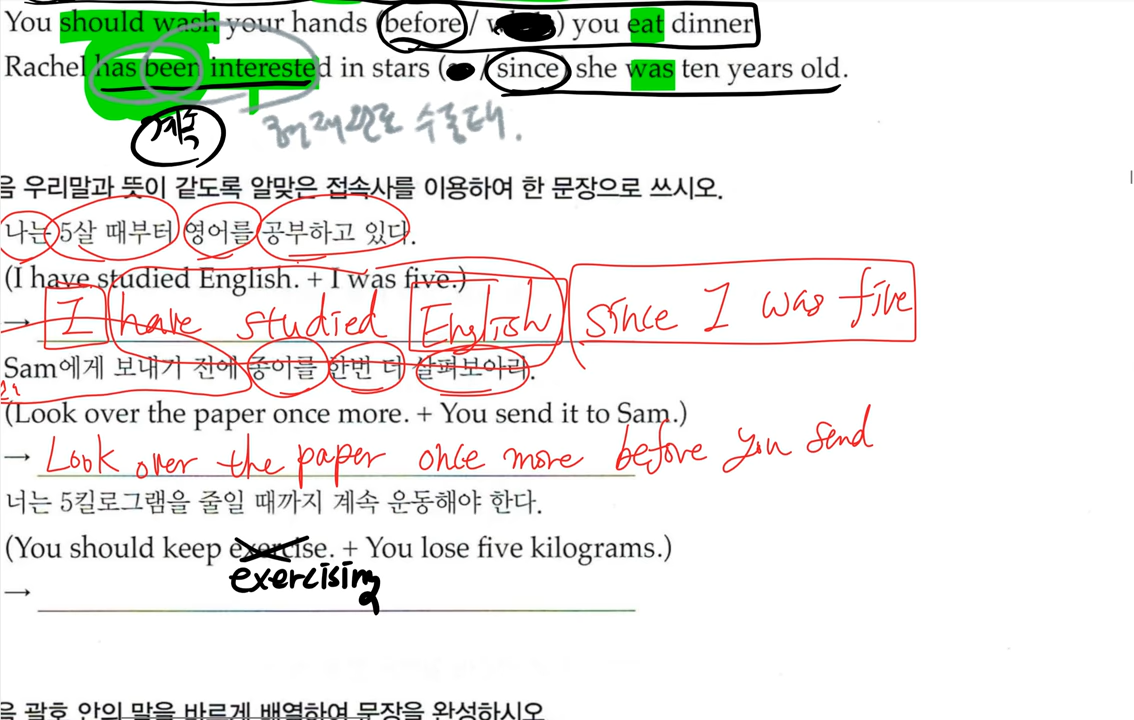 You should wash your hands (before / ) you eat dinner
Rachel has been interested in stars ( / since) she was ten years old.
계속 현재완료 수동태.
음 우리말과 뜻이 같도록 알맞은 접속사를 이용하여 한 문장으로 쓰시오.
나는 5살 때부터 영어를 공부하고 있다.
(I have studied English. + I was five.)
→ I have studied English since I was five
Sam에게 보내기 전에 종이를 한번 더 살펴보아라.
(Look over the paper once more. + You send it to Sam.)
→ Look over the paper once more before you send
너는 5킬로그램을 줄일 때까지 계속 운동해야 한다.
(You should keep exercise. + You lose five kilograms.)
exercising
→
음 괄호 안의 말을 바르게 배열하여 문장을 완성하시오